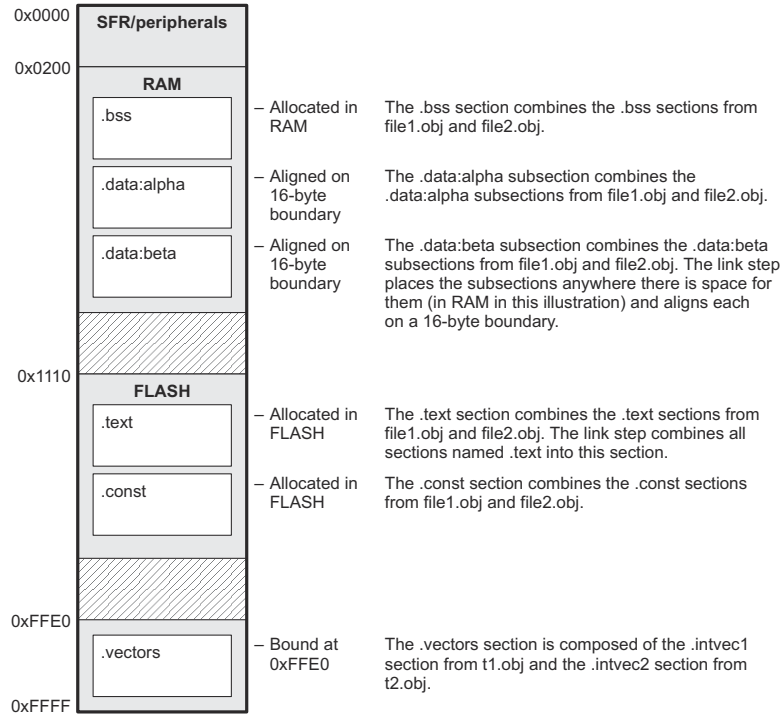 0x0000
SFR/peripherals
0x0200
RAM
.bss
– Allocated in
RAM
The .bss section combines the .bss sections from
file1.obj and file2.obj.
.data:alpha
– Aligned on
16-byte
boundary
The .data:alpha subsection combines the
.data:alpha subsections from file1.obj and file2.obj.
.data:beta
– Aligned on
16-byte
boundary
The .data:beta subsection combines the .data:beta
subsections from file1.obj and file2.obj. The link step
places the subsections anywhere there is space for
them (in RAM in this illustration) and aligns each
on a 16-byte boundary.
0x1110
FLASH
.text
– Allocated in
FLASH
The .text section combines the .text sections from
file1.obj and file2.obj. The link step combines all
sections named .text into this section.
.const
– Allocated in
FLASH
The .const section combines the .const sections
from file1.obj and file2.obj.
0xFFE0
.vectors
– Bound at
0xFFE0
The .vectors section is composed of the .intvec1
section from t1.obj and the .intvec2 section from
t2.obj.
0xFFFF